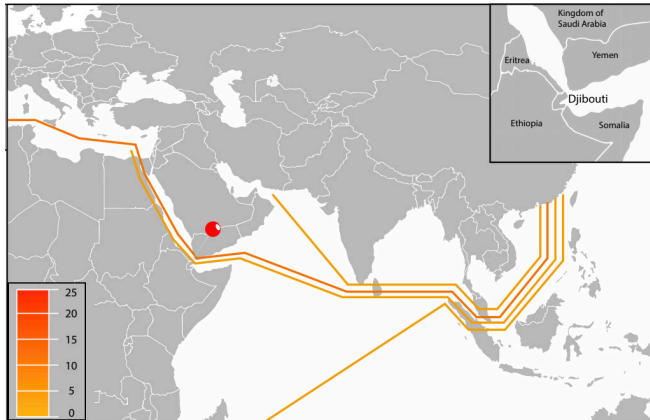 Kingdom of
Saudi Arabia
Eritrea
Yemen
Djibouti
Ethiopia
Somalia
25
20
15
10
5
0